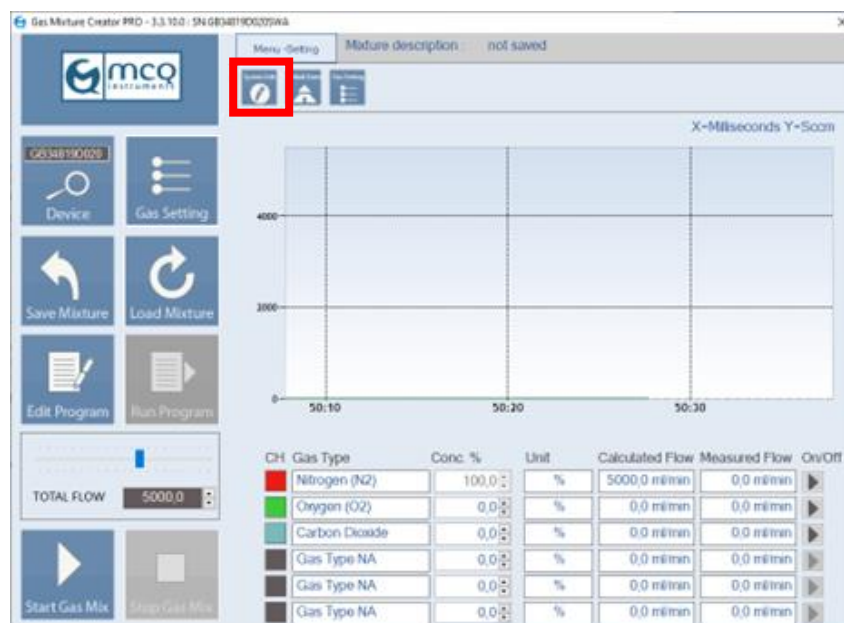 Gas Mixture Creator PRO - 3.3.10.0 : SN GB34819D020SWA
mcq
instruments
Menu -Setting
Mixture description : not saved
X=Milliseconds Y=Sccm
GB34819D020
Device
Gas Setting
Save Mixture
Load Mixture
Edit Program
Run Program
TOTAL FLOW 5000,0
Start Gas Mix
Stop Gas Mix
4000
2000
0
50:10 50:20 50:30
CH Gas Type Conc. % Unit Calculated Flow Measured Flow On/Off
Nitrogen (N2) 100,0 % 5000,0 ml/min 0,0 ml/min
Oxygen (O2) 0,0 % 0,0 ml/min 0,0 ml/min
Carbon Dioxide 0,0 % 0,0 ml/min 0,0 ml/min
Gas Type NA 0,0 % 0,0 ml/min 0,0 ml/min
Gas Type NA 0,0 % 0,0 ml/min 0,0 ml/min
Gas Type NA 0,0 % 0,0 ml/min 0,0 ml/min